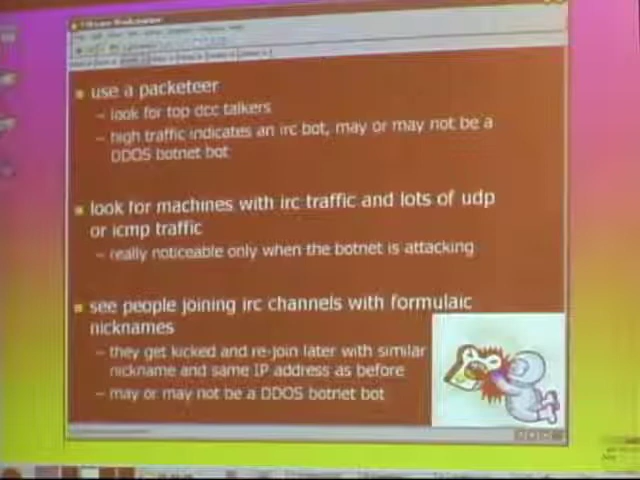 use a packeteer
– look for top dcc talkers
– high traffic indicates an irc bot, may or may not be a
DDOS botnet bot
look for machines with irc traffic and lots of udp
or icmp traffic
– really noticeable only when the botnet is attacking
see people joining irc channels with formulaic
nicknames
– they get kicked and re-join later with similar
nickname and same IP address as before
– may or may not be a DDOS botnet bot